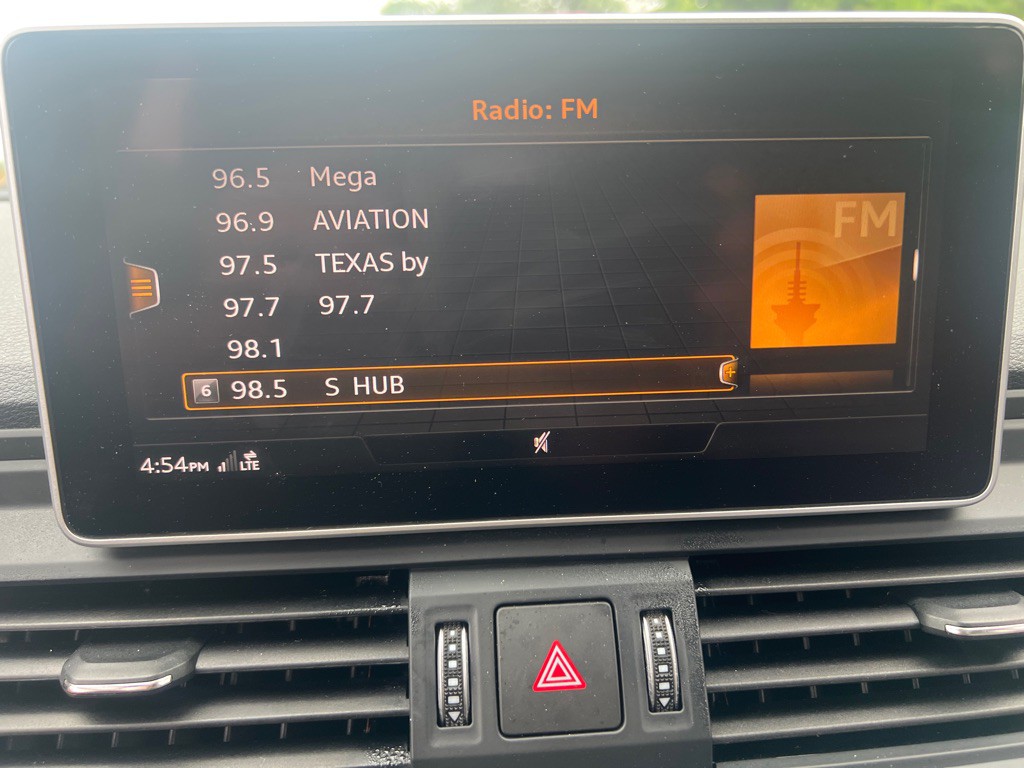 Radio: FM
96.5 Mega
96.9 AVIATION
97.5 TEXAS by
97.7 97.7
98.1
6 98.5 S HUB
FM
4:54PM LTE